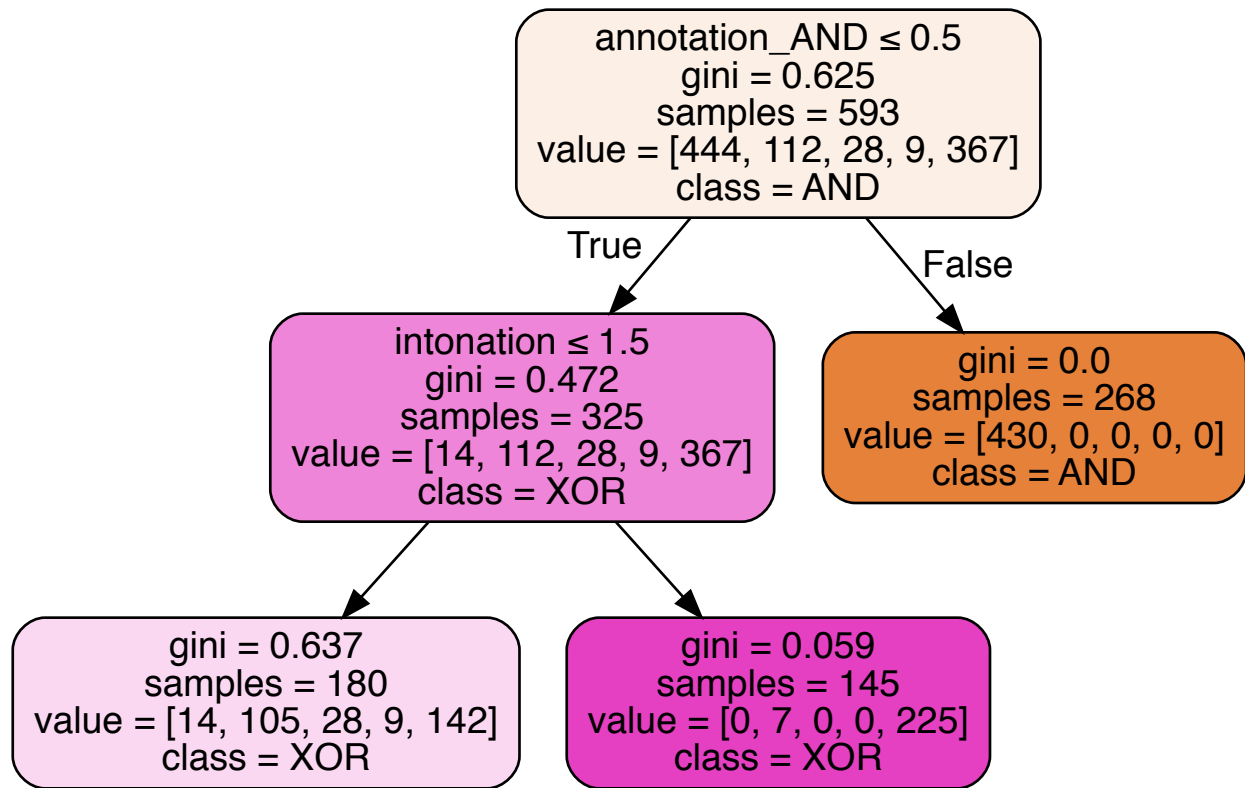 annotation_AND ≤ 0.5
gini = 0.625
samples = 593
value = [444, 112, 28, 9, 367]
class = AND
True
False
intonation ≤ 1.5
gini = 0.472
samples = 325
value = [14, 112, 28, 9, 367]
class = XOR
gini = 0.0
samples = 268
value = [430, 0, 0, 0, 0]
class = AND
gini = 0.637
samples = 180
value = [14, 105, 28, 9, 142]
class = XOR
gini = 0.059
samples = 145
value = [0, 7, 0, 0, 225]
class = XOR